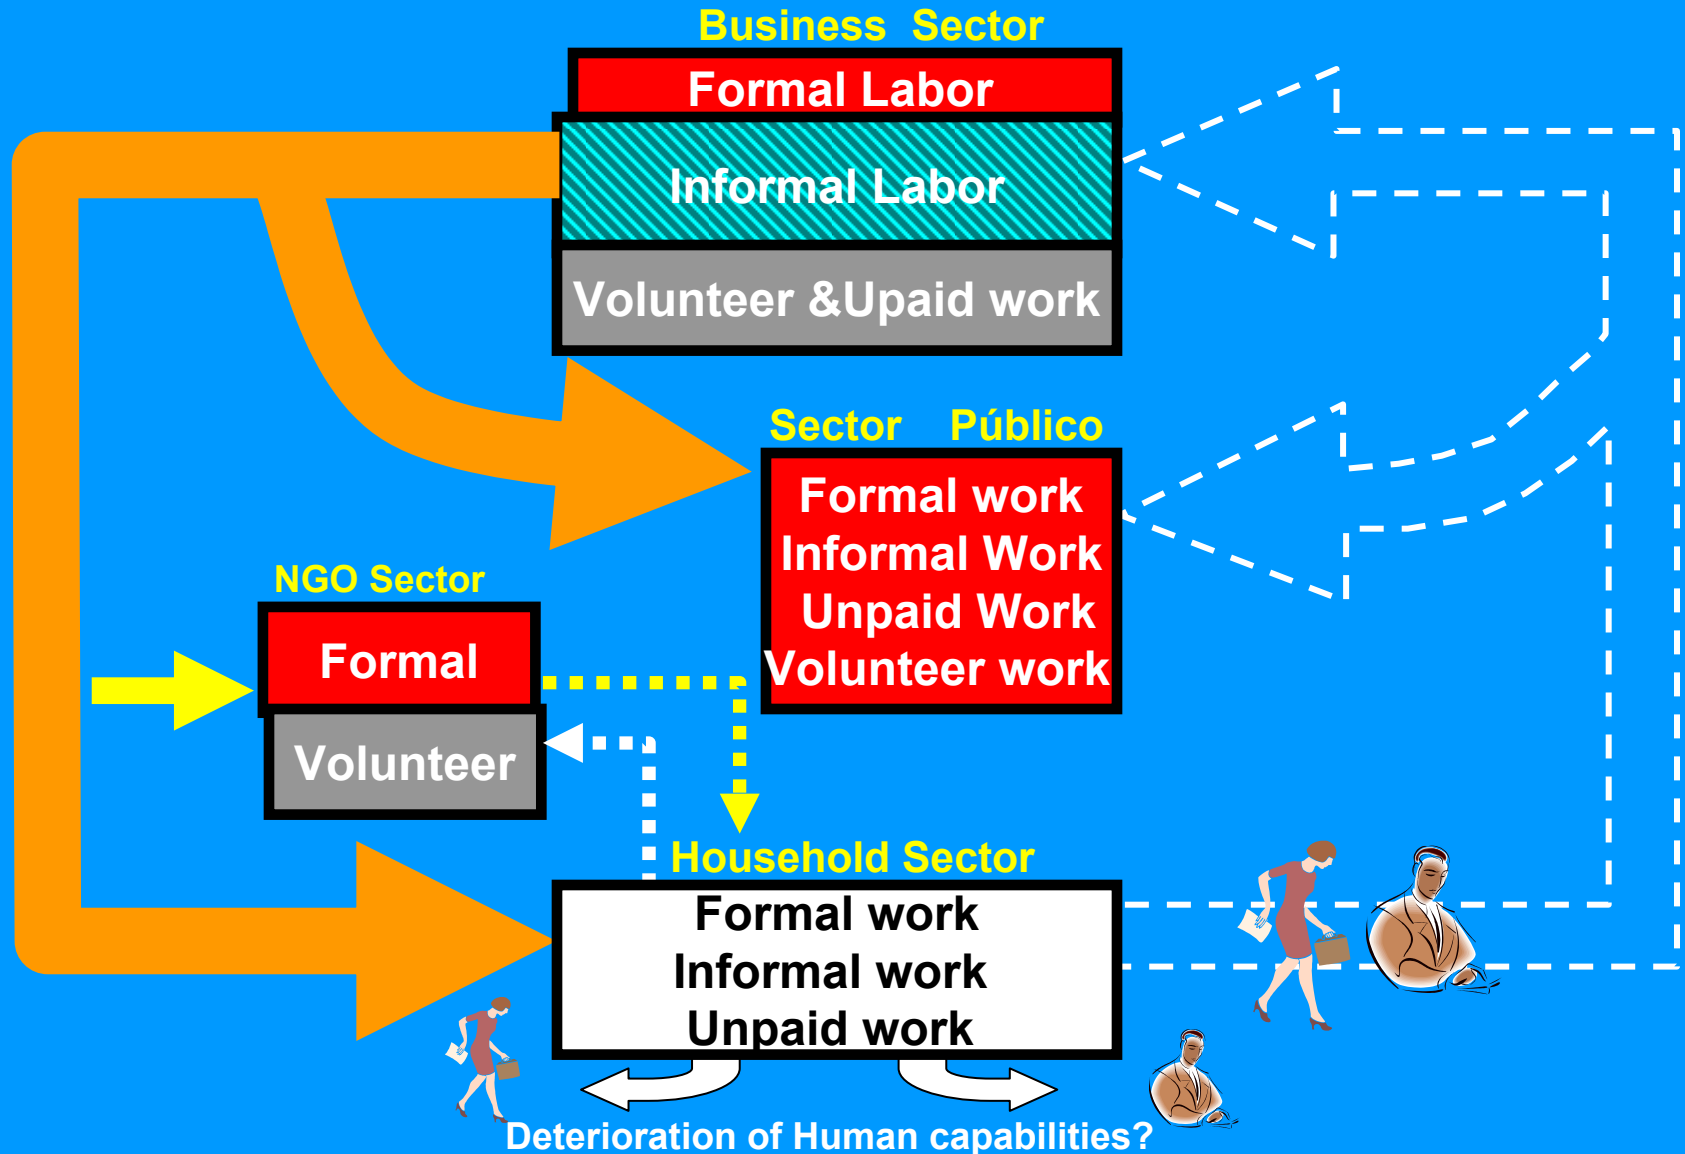 Business Sector
Formal Labor
Informal Labor
Volunteer &Upaid work
Sector Público
Formal work
Informal Work
Unpaid Work
Volunteer work
NGO Sector
Formal
Volunteer
Household Sector
Formal work
Informal work
Unpaid work
Deterioration of Human capabilities?